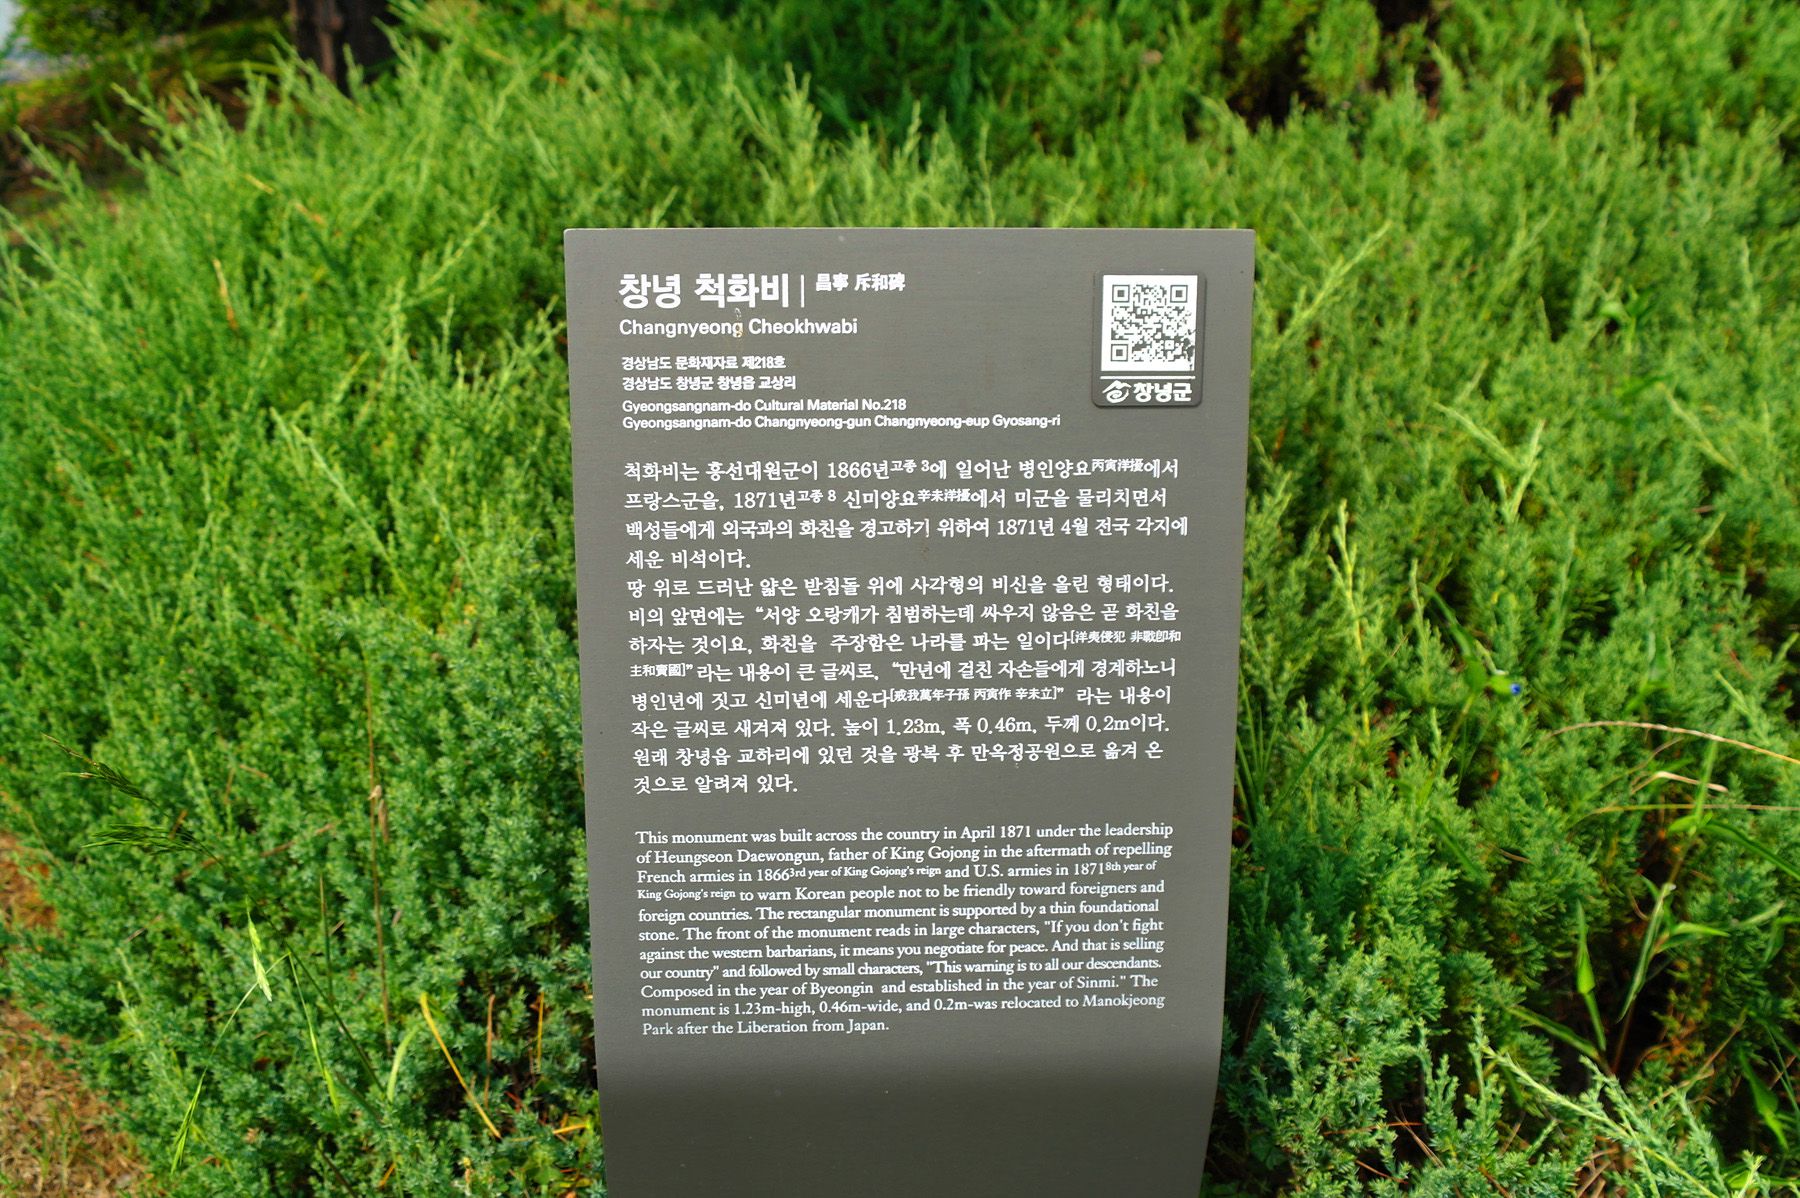 창녕 척화비 | 昌寧 斥和碑
Changnyeong Cheokhwabi
창녕군
경상남도 문화재자료 제218호
경상남도 창녕군 창녕읍 교상리
Gyeongsangnam-do Cultural Material No.218
Gyeongsangnam-do Changnyeong-gun Changnyeong-eup Gyosang-ri
척화비는 흥선대원군이 1866년고종 3에 일어난 병인양요丙寅洋擾에서
프랑스군을, 1871년고종 8 신미양요辛未洋擾에서 미군을 물리치면서
백성들에게 외국과의 화친을 경고하기 위하여 1871년 4월 전국 각지에
세운 비석이다.
땅 위로 드러난 얇은 받침돌 위에 사각형의 비신을 올린 형태이다.
비의 앞면에는 “서양 오랑캐가 침범하는데 싸우지 않음은 곧 화친을
하자는 것이요, 화친을 주장함은 나라를 파는 일이다[洋夷侵犯 非戰卽和
主和賣國]”라는 내용이 큰 글씨로, “만년에 걸친 자손들에게 경계하노니
병인년에 짓고 신미년에 세운다[戒我萬年子孫 丙寅作 辛未立]” 라는 내용이
작은 글씨로 새겨져 있다. 높이 1.23m, 폭 0.46m, 두께 0.2m이다.
원래 창녕읍 교하리에 있던 것을 광복 후 만옥정공원으로 옮겨 온
것으로 알려져 있다.
This monument was built across the country in April 1871 under the leadership
of Heungseon Daewongun, father of King Gojong in the aftermath of repelling
French armies in 1866 3rd year of King Gojong's reign and U.S. armies in 1871 8th year of
King Gojong's reign to warn Korean people not to be friendly toward foreigners and
foreign countries. The rectangular monument is supported by a thin foundational
stone. The front of the monument reads in large characters, "If you don't fight
against the western barbarians, it means you negotiate for peace. And that is selling
our country" and followed by small characters, "This warning is to all our descendants.
Composed in the year of Byeongin and established in the year of Sinmi." The
monument is 1.23m-high, 0.46m-wide, and 0.2m-was relocated to Manokjeong
Park after the Liberation from Japan.